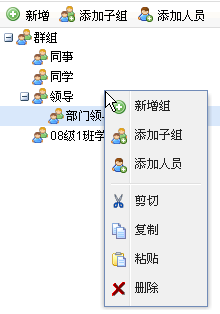 新增 添加子组 添加人员
群组
同事
同学
领导
部门领
08级1班学
新增组
添加子组
添加人员
剪切
复制
粘贴
删除